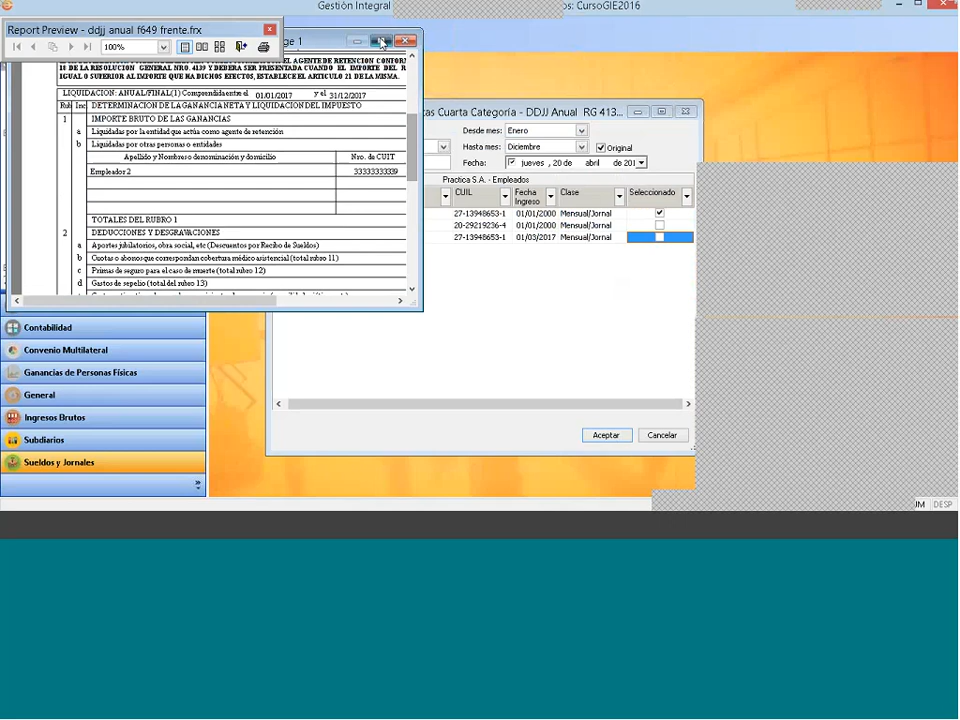 Gestión Integral
os: CursoGIE2016
Report Preview - ddjj anual f649 frente.frx
100%
ge 1
EL AGENTE DE RETENCION CONFOR
10 DE LA RESOLUCION GENERAL NRO. 4139 Y DEBERA SER PRESENTADA CUANDO EL IMPORTE DEL R
IGUAL O SUPERIOR AL IMPORTE QUE HA DICHOS EFECTOS, ESTABLECE EL ARTICULO 21 DE LA MISMA.
LIQUIDACION: ANUAL/FINAL(1) Comprendida entre el 01/01/2017 y el 31/12/2017
Rub Inc DETERMINACION DE LA GANANCIA NETA Y LIQUIDACION DEL IMPUESTO
1 IMPORTE BRUTO DE LAS GANANCIAS
a Liquidadas por la entidad que actúa como agente de retención
b Liquidadas por otras personas o entidades
Apellido y Nombres o denominación y domicilio Nro. de CUIT
Empleador 2 33333333339
TOTALES DEL RUBRO 1
2 DEDUCCIONES Y DESGRAVACIONES
a Aportes jubilatorios, obra social, etc (Descuentos por Recibo de Sueldos)
b Cuotas o abonos que correspondan cobertura médico asistencial (total rubro 11)
c Primas de seguro para el caso de muerte (total rubro 12)
d Gastos de sepelio (total del rubro 13)
tas Cuarta Categoría - DDJJ Anual RG 413...
Desde mes: Enero
Hasta mes: Diciembre Original
Fecha: jueves , 20 de abril de 201
Practica S.A. - Empleados
CUIL Fecha Ingreso Clase Seleccionado
27-13948653-1 01/01/2000 Mensual/Jornal
20-29219236-4 01/01/2000 Mensual/Jornal
27-13948653-1 01/03/2017 Mensual/Jornal
Aceptar Cancelar
Contabilidad
Convenio Multilateral
Ganancias de Personas Físicas
General
Ingresos Brutos
Subdiarios
Sueldos y Jornales
»
IM DESP